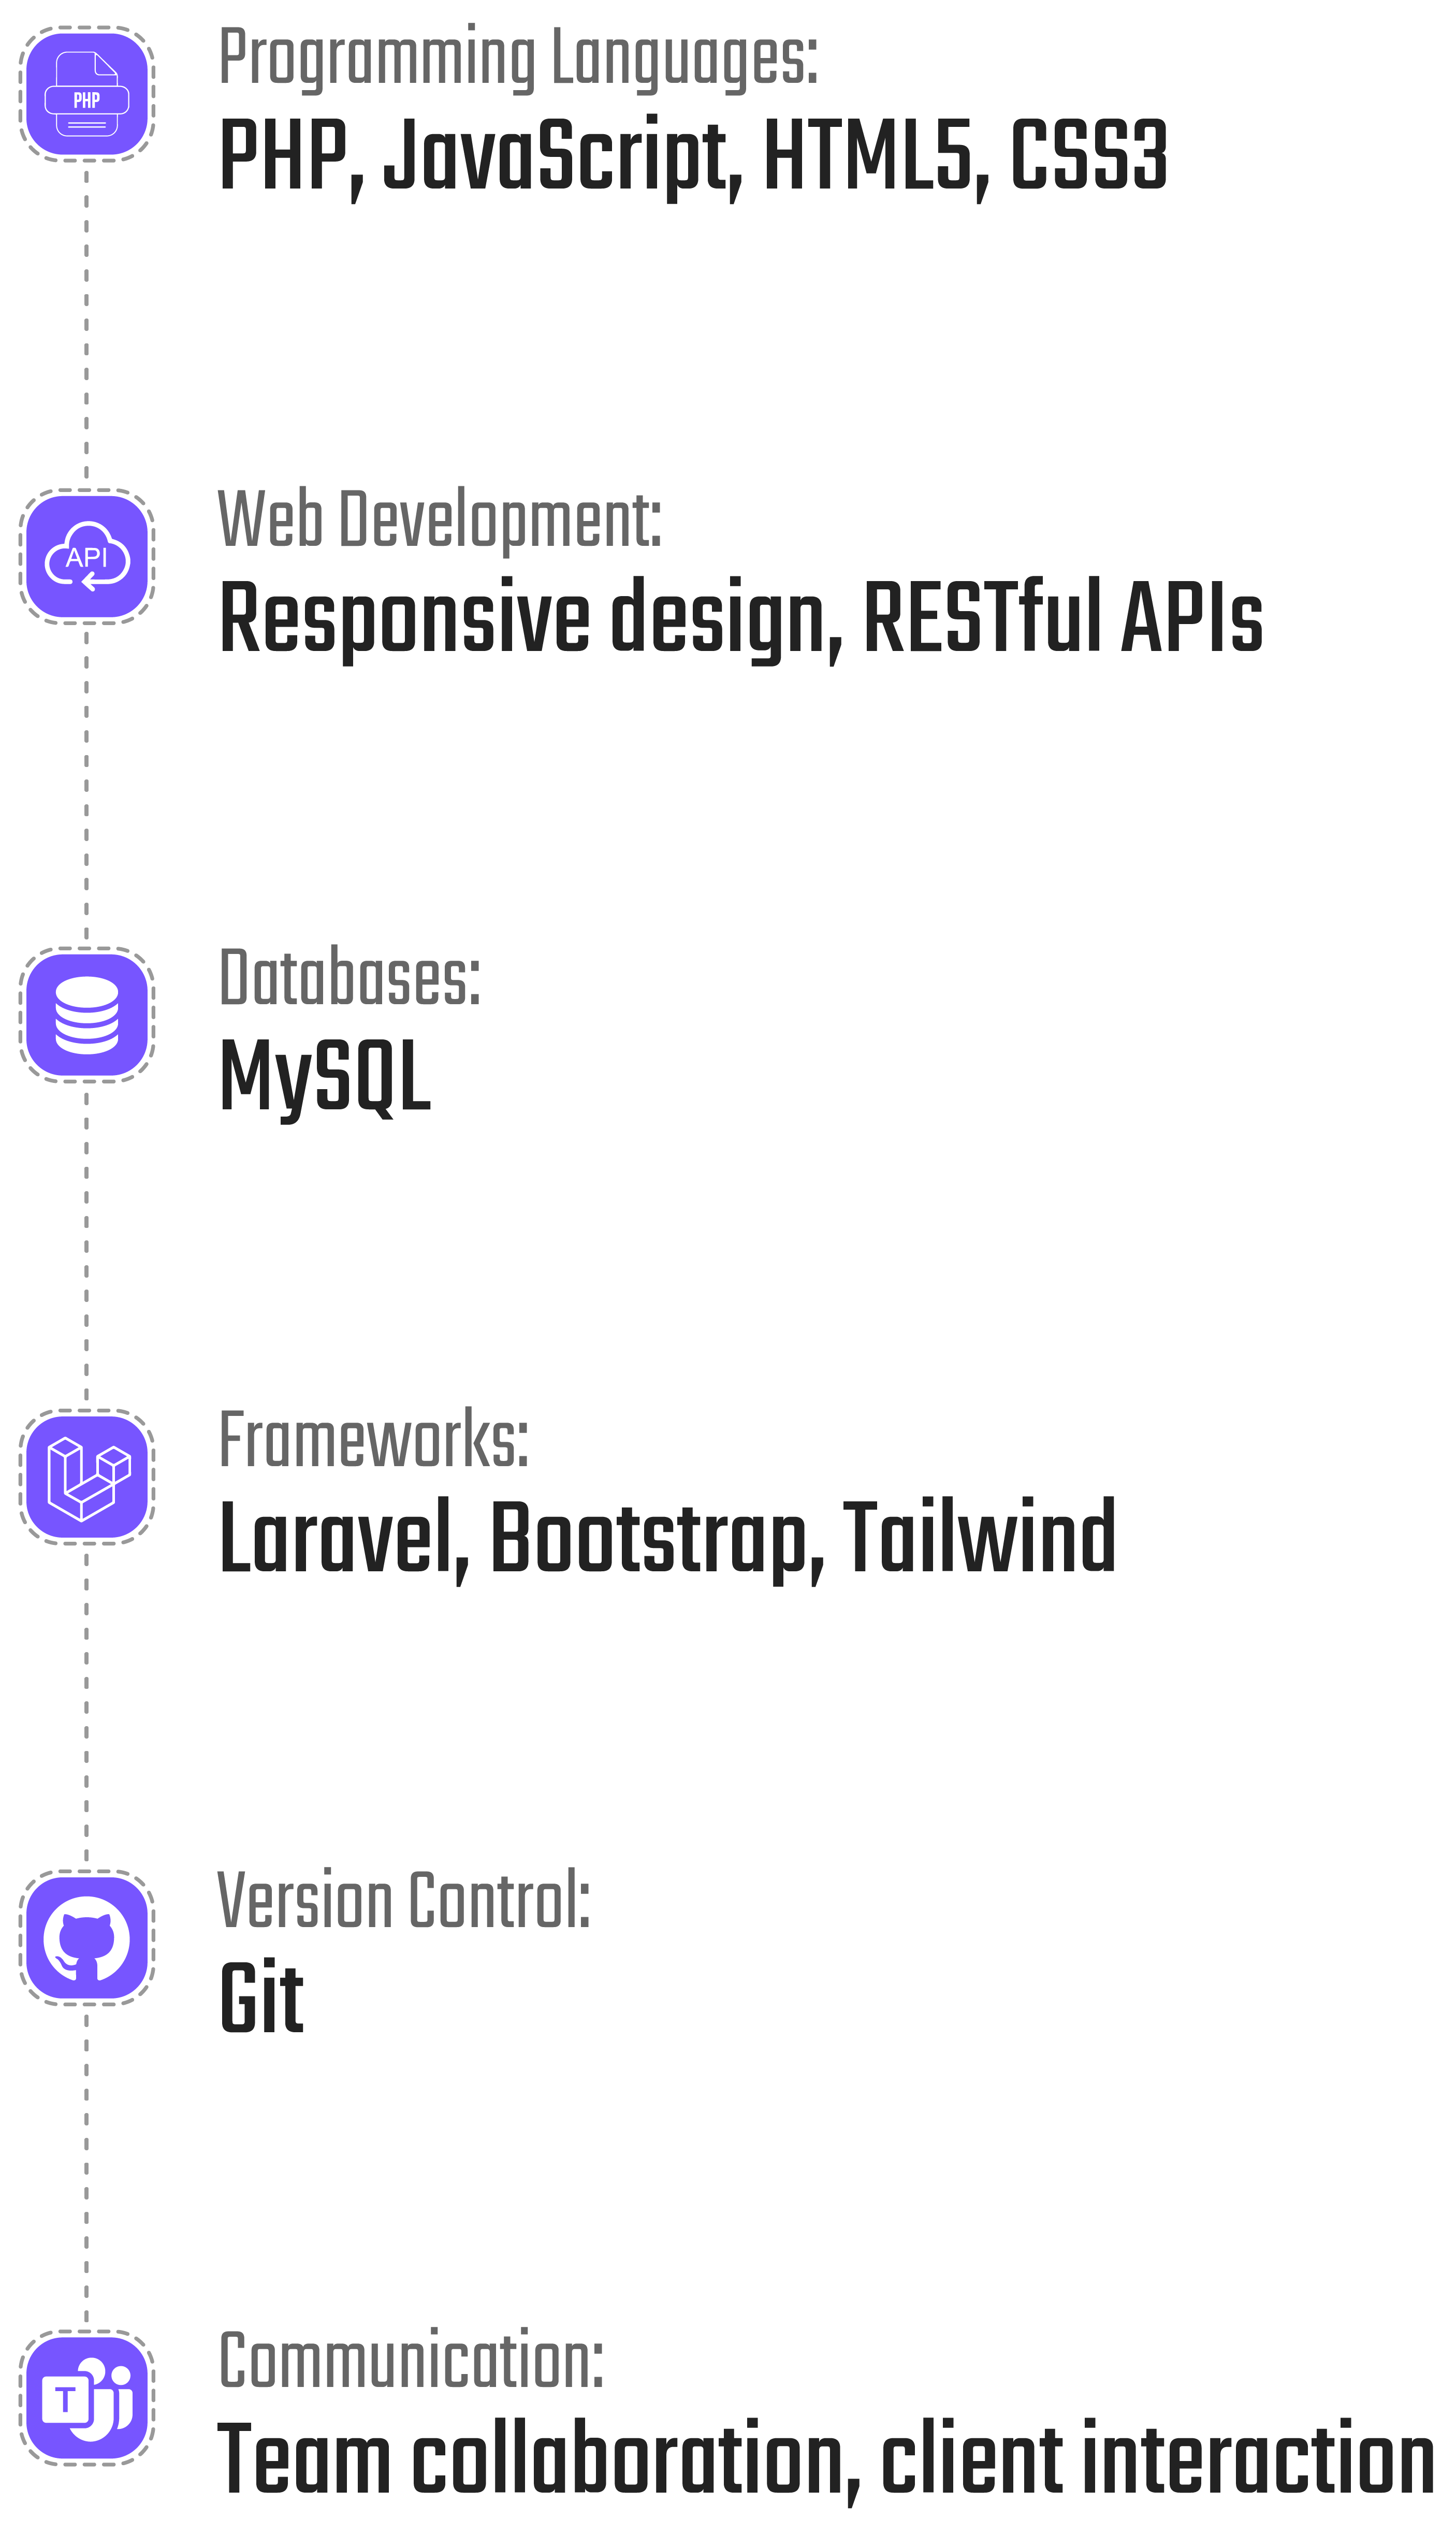 PHP
Programming Languages:
PHP, JavaScript, HTML5, CSS3
API
Web Development:
Responsive design, RESTful APIs
Databases:
MySQL
Frameworks:
Laravel, Bootstrap, Tailwind
Version Control:
Git
T
Communication:
Team collaboration, client interaction